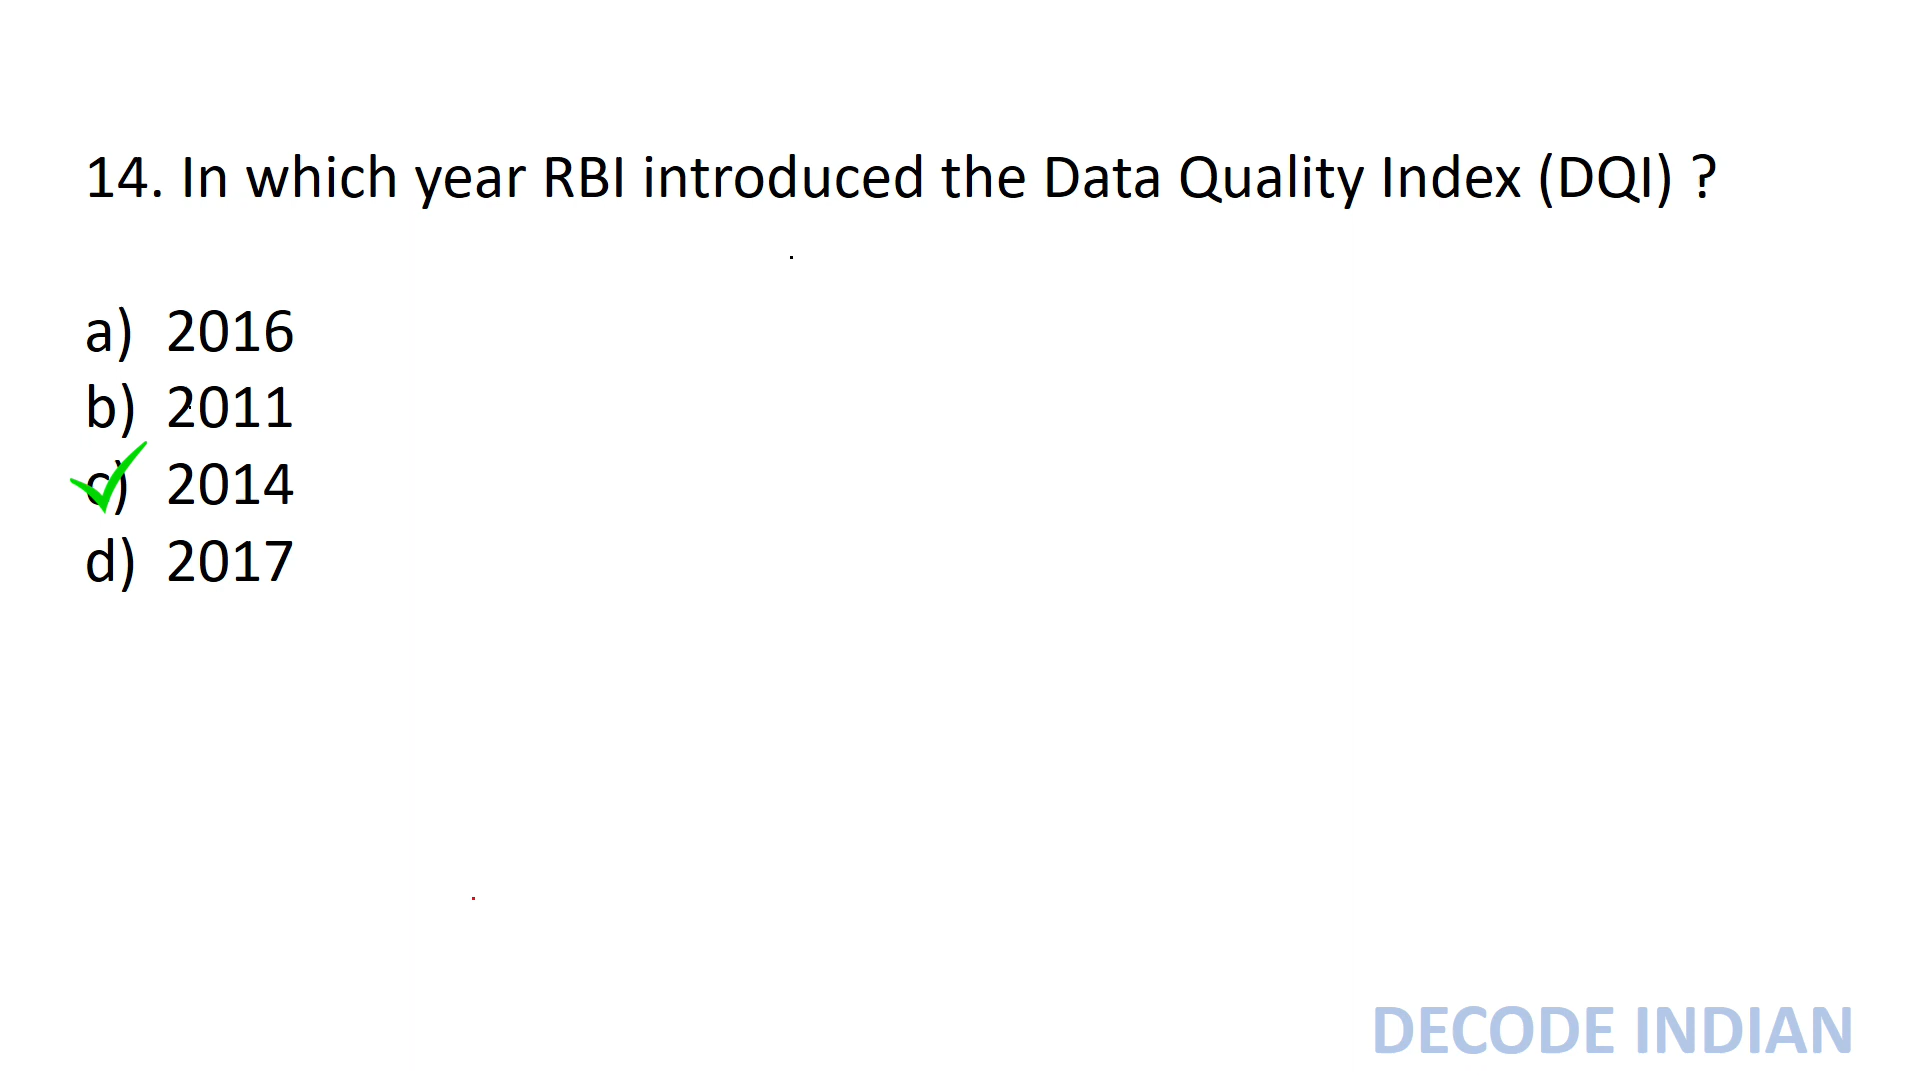 14. In which year RBI introduced the Data Quality Index (DQI) ?
a) 2016
b) 2011
c) 2014
d) 2017
DECODE INDIAN